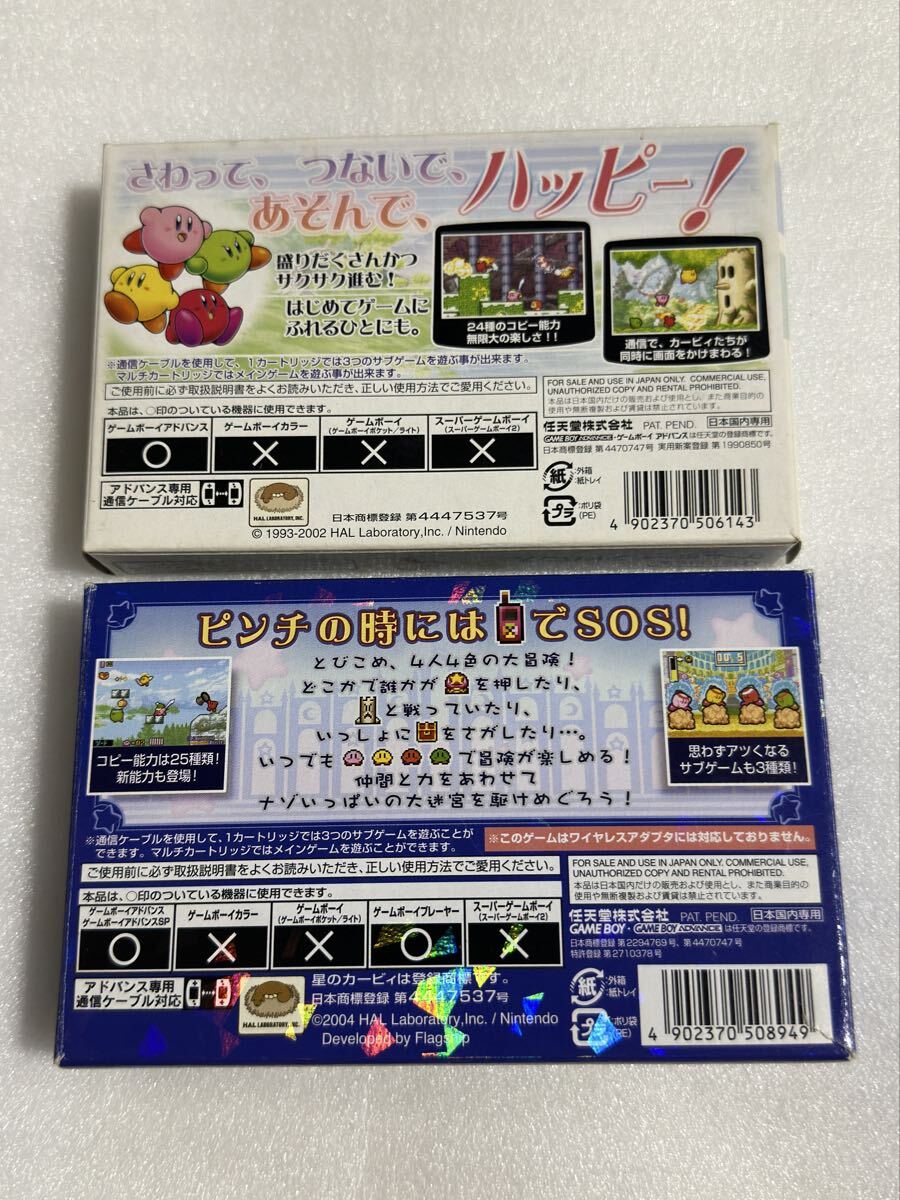 さわって、つないで、
あそんで、
ハッピー!
盛りだくさんかつ
サクサク進む!
はじめてゲームに
ふれるひとにも。
24種のコピー能力
無限大の楽しさ!!
通信で、カービィたちが
同時に画面をかけまわる!
※通信ケーブルを使用して、1カートリッジでは3つのサブゲームを遊ぶ事が出来ます。
マルチカートリッジではメインゲームを遊ぶ事が出来ます。
ご使用前に必ず取扱説明書をよくお読みいただき、正しい使用方法でご愛用ください。
本品は、○印のついている機器に使用できます。
ゲームボーイアドバンス
ゲームボーイカラー
ゲームボーイ
(ゲームボーイポケット/ライト)
スーパーゲームボーイ
(スーパーゲームボーイ2)
○ × × ×
アドバンス専用
通信ケーブル対応
HAL LABORATORY, INC.
日本商標登録 第4447537号
© 1993-2002 HAL Laboratory,Inc. / Nintendo
FOR SALE AND USE IN JAPAN ONLY. COMMERCIAL USE,
UNAUTHORIZED COPY AND RENTAL PROHIBITED.
本品は日本国内だけの販売および使用とし、また商業目的の
使用や無断複製および賃貸は禁止されています。
任天堂株式会社 PAT. PEND. 日本国内専用
GAME BOY ADVANCE・ゲームボーイ アドバンスは任天堂の登録商標です。
日本商標登録 第4470747号 実用新案登録 第1990850号
紙 :外箱
:紙トレイ
プラ :ポリ袋
(PE)
4 902370 506143
ピンチの時には でSOS!
とびこめ、4人4色の大冒険!
どこかで誰かが を押したり、
と戦っていたり、
いっしょに をさがしたり…。
いつでも で冒険が楽しめる!
仲間と力をあわせて
ナゾいっぱいの大迷宮を駆けめぐろう!
コピー能力は25種類!
新能力も登場!
思わずアツくなる
サブゲームも3種類!
※通信ケーブルを使用して、1カートリッジでは3つのサブゲームを遊ぶことが
できます。マルチカートリッジではメインゲームを遊ぶことができます。
※このゲームはワイヤレスアダプタには対応しておりません。
ご使用前に必ず取扱説明書をよくお読みいただき、正しい使用方法でご愛用ください。
本品は、○印のついている機器に使用できます。
ゲームボーイアドバンス
ゲームボーイアドバンスSP
ゲームボーイカラー
ゲームボーイ
(ゲームボーイポケット/ライト)
ゲームボーイプレーヤー
スーパーゲームボーイ
(スーパーゲームボーイ2)
○ × × ○ ×
アドバンス専用
通信ケーブル対応
HAL LABORATORY, INC.
星のカービィは登録商標です。
日本商標登録 第4447537号
©2004 HAL Laboratory,Inc. / Nintendo
Developed by Flagship
FOR SALE AND USE IN JAPAN ONLY. COMMERCIAL USE,
UNAUTHORIZED COPY AND RENTAL PROHIBITED.
本品は日本国内だけの販売および使用とし、また商業目的の
使用や無断複製および賃貸は禁止されています。
任天堂株式会社 PAT. PEND. 日本国内専用
GAME BOY・GAME BOY ADVANCE は任天堂の登録商標です。
日本商標登録 第2294769号、第4470747号
特許登録 第2710378号
紙 :外箱
:紙トレイ
プラ :ポリ袋
(PE)
4 902370 508949